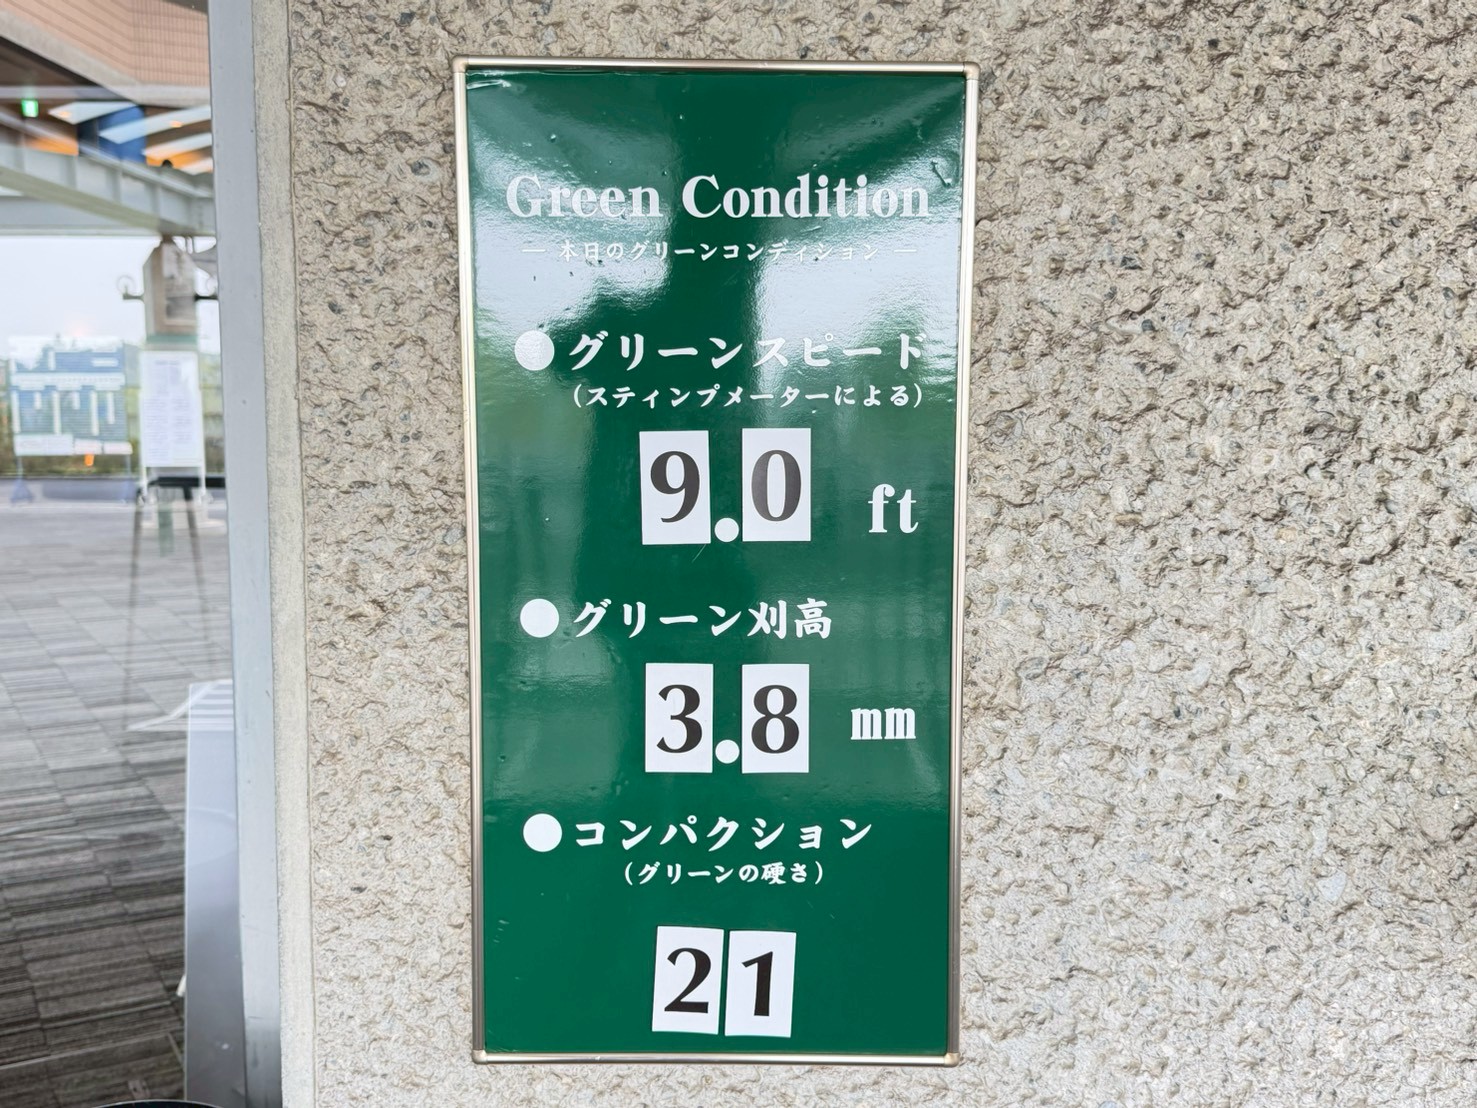 Green Condition
― 本日のグリーンコンディション ―
●グリーンスピード
(スティンプメーターによる)
9.0 ft
●グリーン刈高
3.8 mm
●コンパクション
(グリーンの硬さ)
21